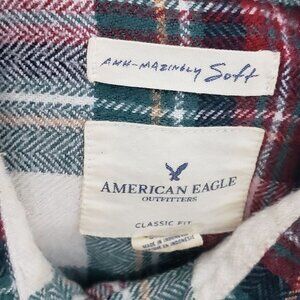 AHH-MAZINGLY Soft
AMERICAN EAGLE
OUTFITTERS
CLASSIC FIT
MADE IN INDONESIA